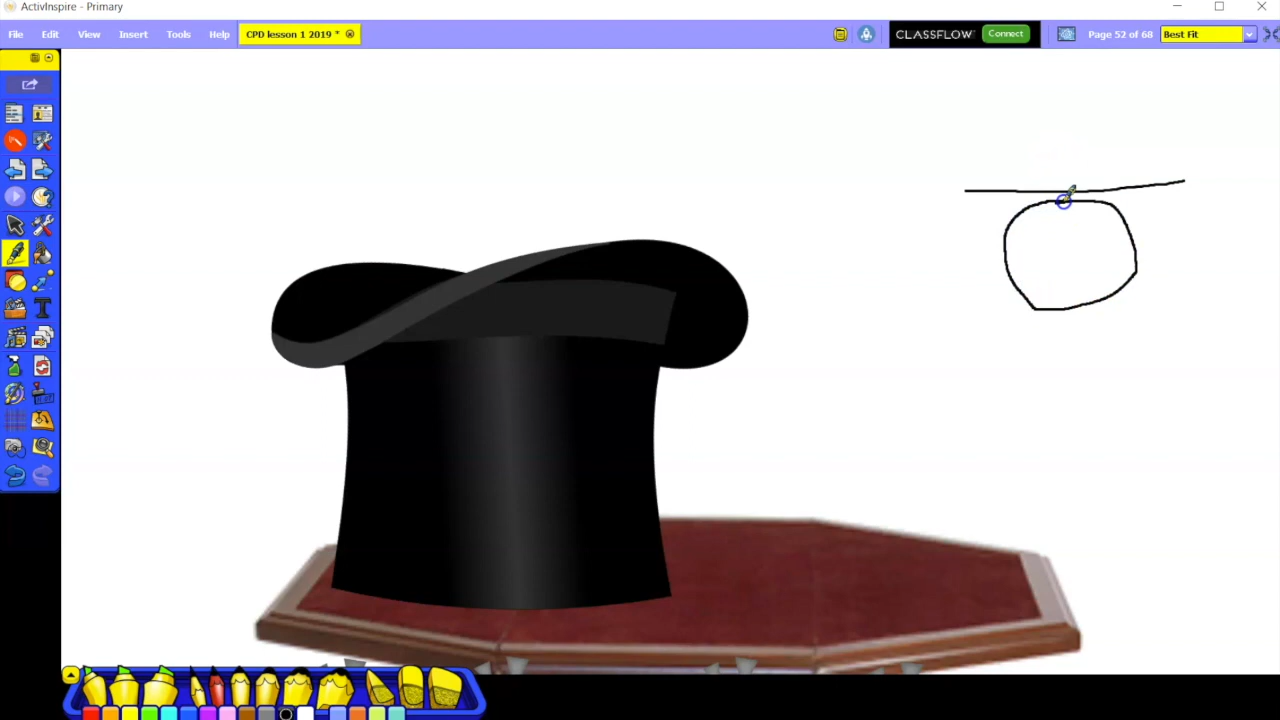 ActivInspire - Primary
File Edit View Insert Tools Help CPD lesson 1 2019 * CLASSFLOW Connect Page 52 of 68 Best Fit
T